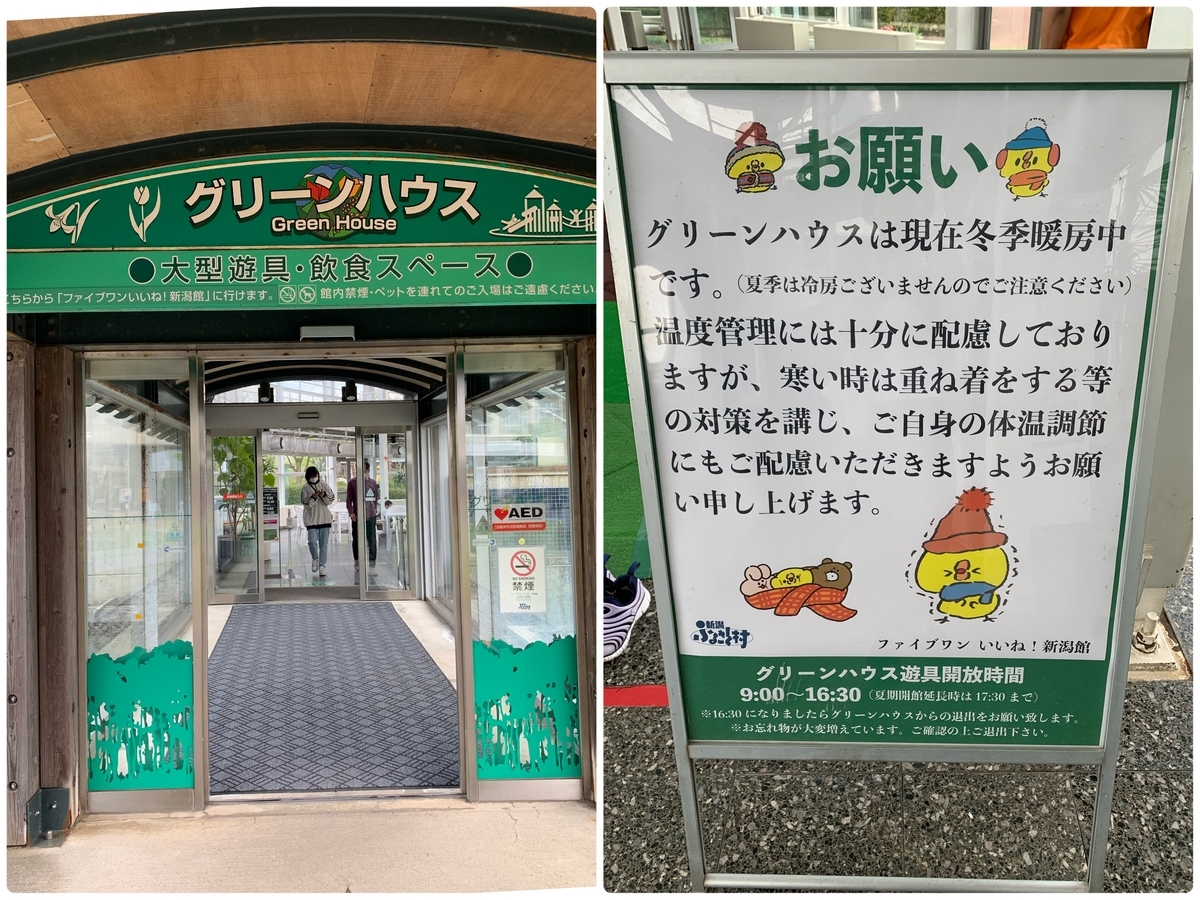 グリーンハウス
Green House
●大型遊具・飲食スペース●
こちらから「ファイブワンいいね!新潟館」に行けます。 館内禁煙・ペットを連れてのご入場はご遠慮ください。
AED
NO SMOKING
禁煙
お願い
グリーンハウスは現在冬季暖房中
です。(夏季は冷房ございませんのでご注意ください)
温度管理には十分に配慮しており
ますが、寒い時は重ね着をする等
の対策を講じ、ご自身の体温調節
にもご配慮いただきますようお願
い申し上げます。
新潟
ふるさと村
ファイブワン いいね!新潟館
グリーンハウス遊具開放時間
9:00〜16:30(夏期開館延長時は17:30まで)
※16:30になりましたらグリーンハウスからの退出をお願い致します。
※お忘れ物が大変増えています。ご確認の上ご退出下さい。